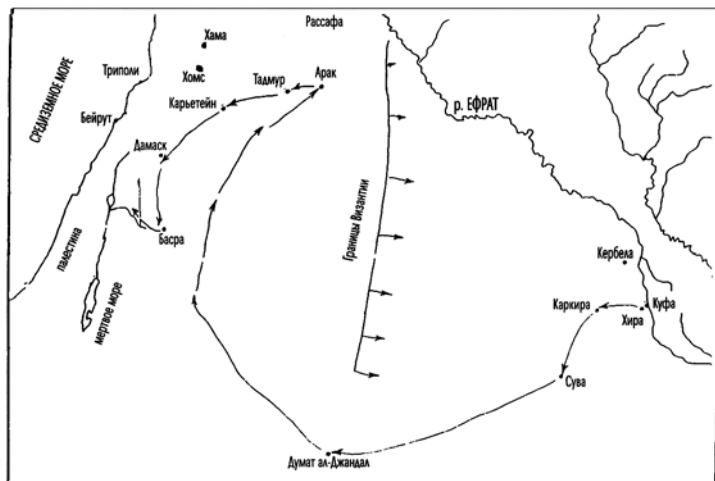 Рассафа
Хама
Хомс
Триполи
СРЕДИЗЕМНОЕ МОРЕ
Тадмур
Арак
Карьетейн
Бейрут
р. ЕФРАТ
Дамаск
Границы Византии
Басра
палестина
мертвое море
Кербела
Каркира
Куфа
Хира
Сува
Думат ал-Джандал